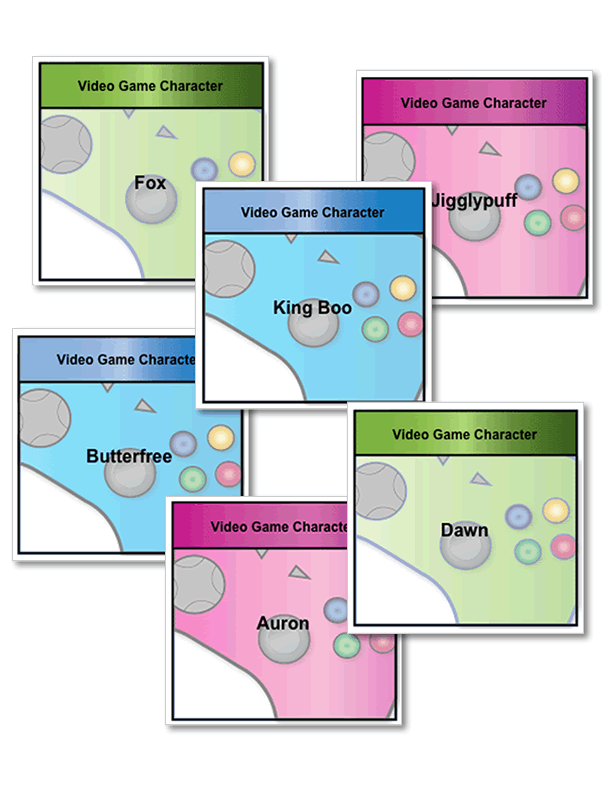 Video Game Character
Fox
Video Game Character
Jigglypuff
Video Game Character
King Boo
Video Game Characte
Butterfree
Video Game Character
Dawn
Video Game Characte
Auron